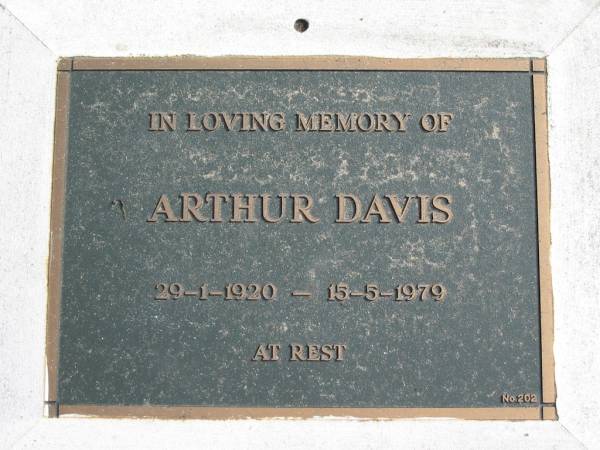 IN LOVING MEMORY OF
ARTHUR DAVIS
29-1-1920 - 15-5-1979
AT REST
No.202